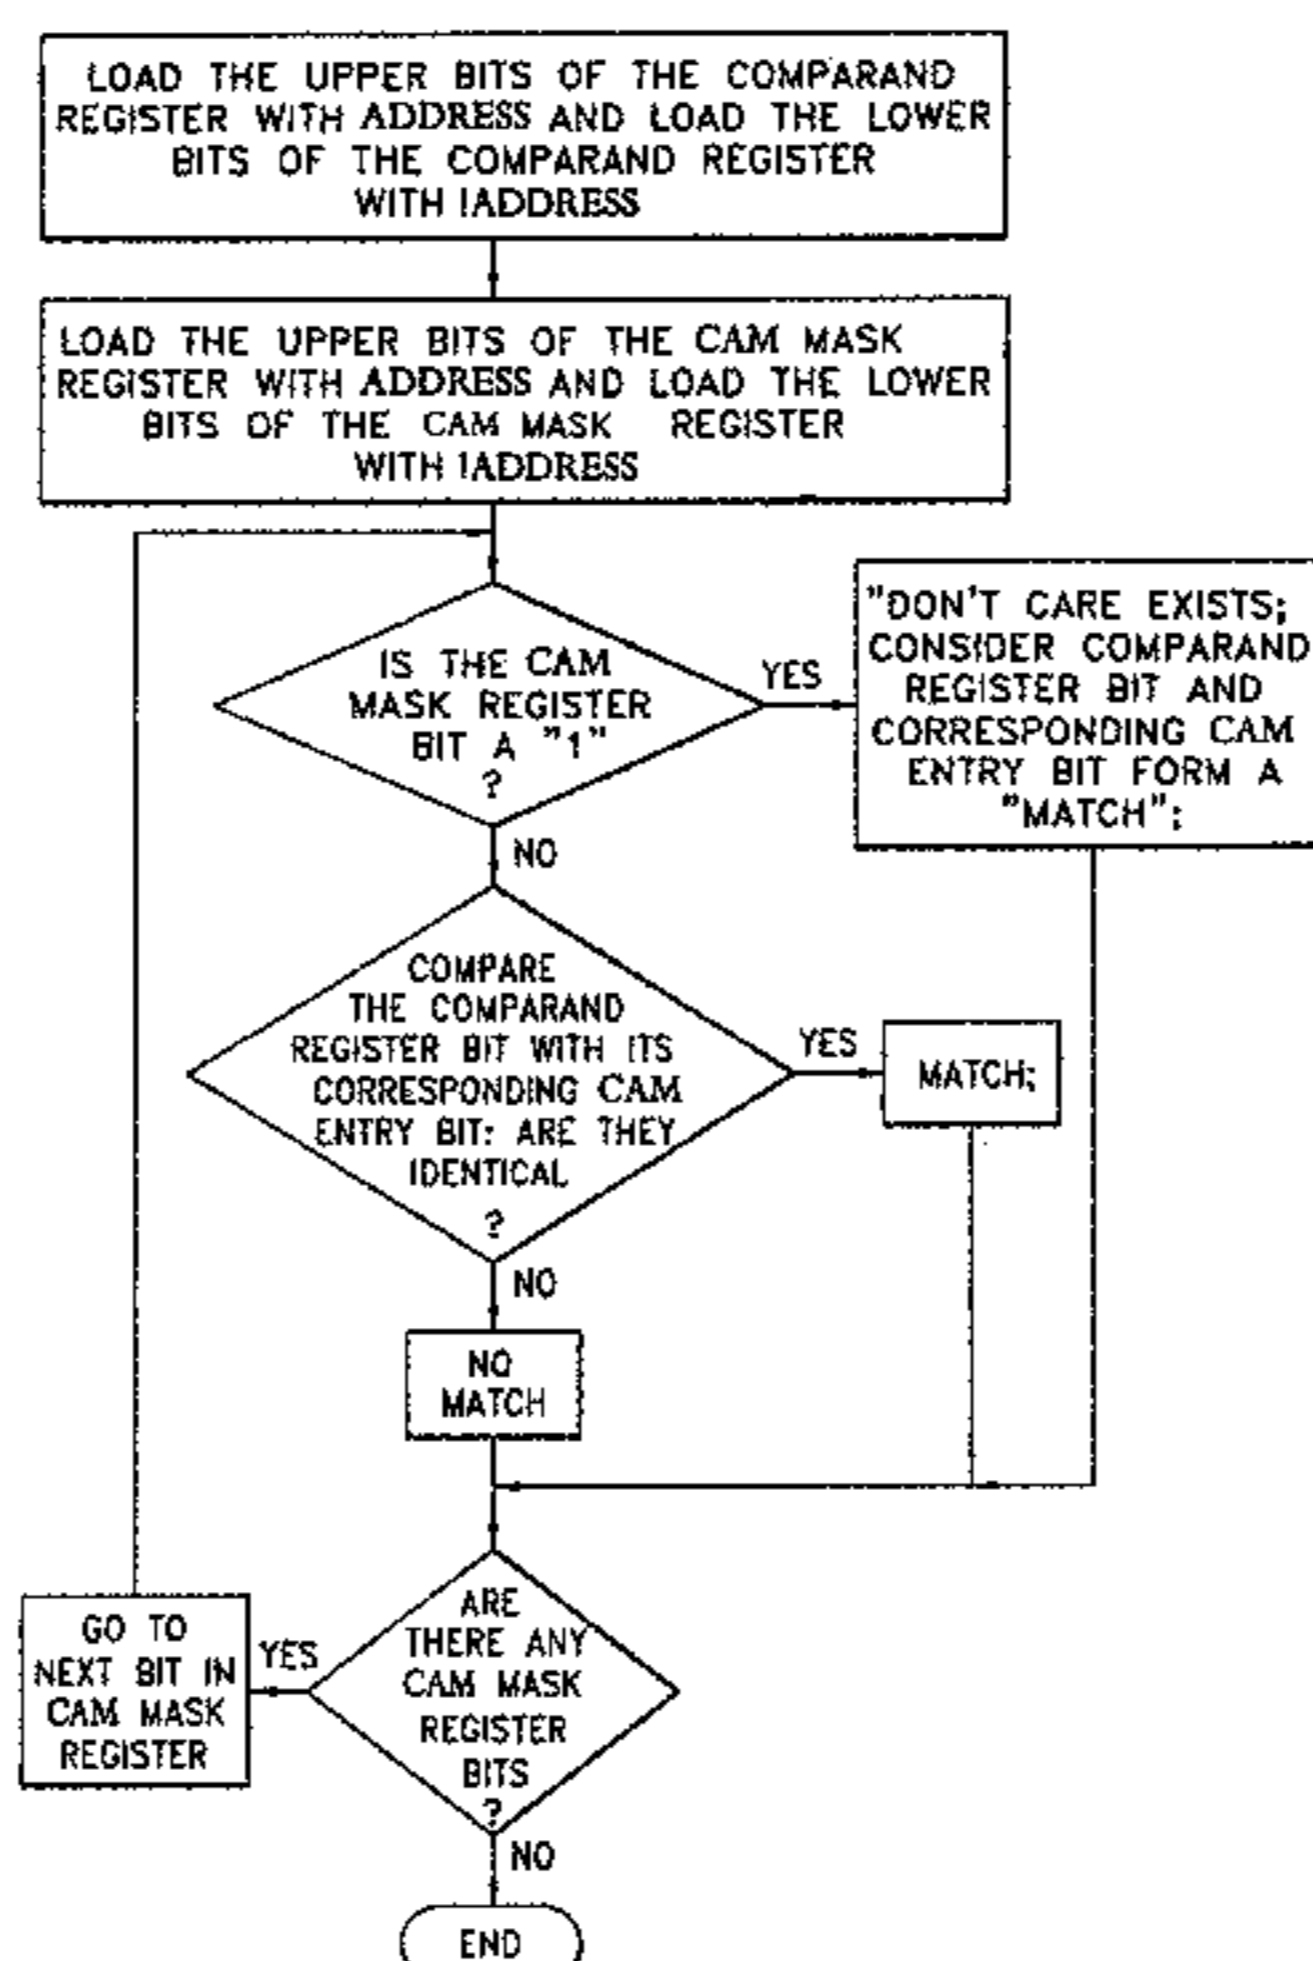 LOAD THE UPPER BITS OF THE COMPARAND
REGISTER WITH ADDRESS AND LOAD THE LOWER
BITS OF THE COMPARAND REGISTER
WITH !ADDRESS
LOAD THE UPPER BITS OF THE CAM MASK
REGISTER WITH ADDRESS AND LOAD THE LOWER
BITS OF THE CAM MASK REGISTER
WITH !ADDRESS
IS THE CAM
MASK REGISTER
BIT A "1"
?
YES
"DON'T CARE EXISTS;
CONSIDER COMPARAND
REGISTER BIT AND
CORRESPONDING CAM
ENTRY BIT FORM A
"MATCH";
NO
COMPARE
THE COMPARAND
REGISTER BIT WITH ITS
CORRESPONDING CAM
ENTRY BIT: ARE THEY
IDENTICAL
?
YES
MATCH;
NO
NO
MATCH
ARE
THERE ANY
CAM MASK
REGISTER
BITS
?
YES
GO TO
NEXT BIT IN
CAM MASK
REGISTER
NO
END